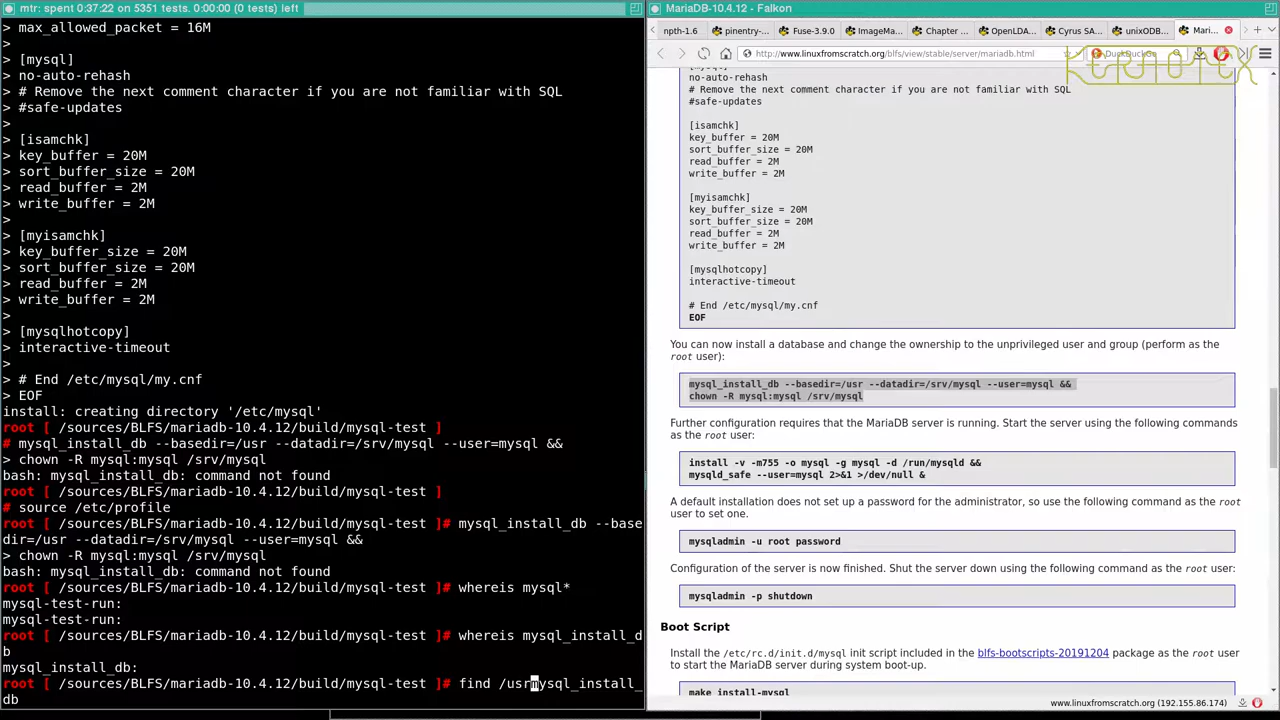 mtr: spent 0:37:22 on 5351 tests. 0:00:00 (0 tests) left
> max_allowed_packet = 16M
>
> [mysql]
> no-auto-rehash
> # Remove the next comment character if you are not familiar with SQL
> #safe-updates
>
> [isamchk]
> key_buffer = 20M
> sort_buffer_size = 20M
> read_buffer = 2M
> write_buffer = 2M
>
> [myisamchk]
> key_buffer_size = 20M
> sort_buffer_size = 20M
> read_buffer = 2M
> write_buffer = 2M
>
> [mysqlhotcopy]
> interactive-timeout
>
> # End /etc/mysql/my.cnf
> EOF
install: creating directory '/etc/mysql'
root [ /sources/BLFS/mariadb-10.4.12/build/mysql-test ]
# mysql_install_db --basedir=/usr --datadir=/srv/mysql --user=mysql &&
> chown -R mysql:mysql /srv/mysql
bash: mysql_install_db: command not found
root [ /sources/BLFS/mariadb-10.4.12/build/mysql-test ]
# source /etc/profile
root [ /sources/BLFS/mariadb-10.4.12/build/mysql-test ]# mysql_install_db --base
dir=/usr --datadir=/srv/mysql --user=mysql &&
> chown -R mysql:mysql /srv/mysql
bash: mysql_install_db: command not found
root [ /sources/BLFS/mariadb-10.4.12/build/mysql-test ]# whereis mysql*
mysql-test-run:
mysql-test-run:
root [ /sources/BLFS/mariadb-10.4.12/build/mysql-test ]# whereis mysql_install_d
b
mysql_install_db:
root [ /sources/BLFS/mariadb-10.4.12/build/mysql-test ]# find /usrmysql_install_
db
MariaDB-10.4.12 - Falkon
npth-1.6
pinentry-...
Fuse-3.9.0
ImageMa...
Chapter ...
OpenLDA...
Cyrus SA...
unixODB...
Mari...
http://www.linuxfromscratch.org/blfs/view/stable/server/mariadb.html
DuckDuckGo
KERNOTEX
no-auto-rehash
# Remove the next comment character if you are not familiar with SQL
#safe-updates
[isamchk]
key_buffer = 20M
sort_buffer_size = 20M
read_buffer = 2M
write_buffer = 2M
[myisamchk]
key_buffer_size = 20M
sort_buffer_size = 20M
read_buffer = 2M
write_buffer = 2M
[mysqlhotcopy]
interactive-timeout
# End /etc/mysql/my.cnf
EOF
You can now install a database and change the ownership to the unprivileged user and group (perform as the
root user):
mysql_install_db --basedir=/usr --datadir=/srv/mysql --user=mysql &&
chown -R mysql:mysql /srv/mysql
Further configuration requires that the MariaDB server is running. Start the server using the following commands
as the root user:
install -v -m755 -o mysql -g mysql -d /run/mysqld &&
mysqld_safe --user=mysql 2>&1 >/dev/null &
A default installation does not set up a password for the administrator, so use the following command as the root
user to set one.
mysqladmin -u root password
Configuration of the server is now finished. Shut the server down using the following command as the root user:
mysqladmin -p shutdown
Boot Script
Install the /etc/rc.d/init.d/mysql init script included in the blfs-bootscripts-20191204 package as the root user
to start the MariaDB server during system boot-up.
make install-mysql
www.linuxfromscratch.org (192.155.86.174)